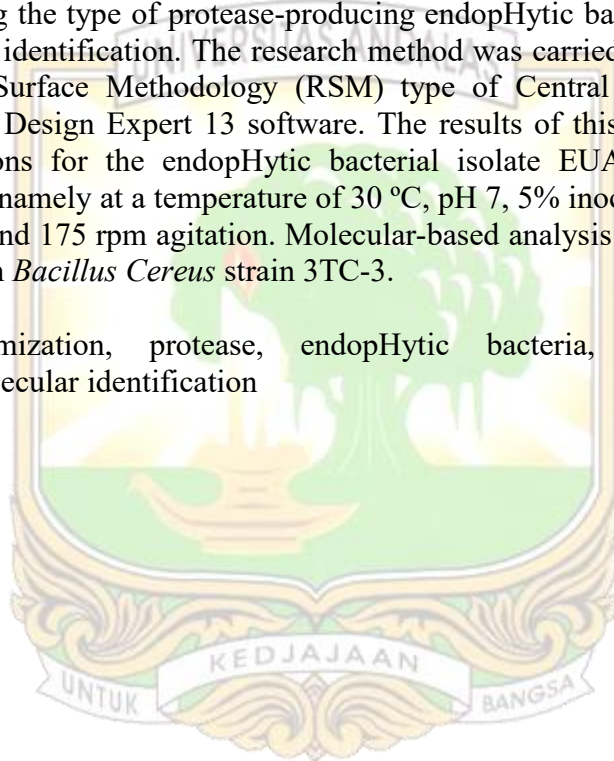 g the type of protease-producing endopHytic ba
identification. The research method was carried
Surface Methodology (RSM) type of Central
Design Expert 13 software. The results of this
ons for the endopHytic bacterial isolate EUA
namely at a temperature of 30 ºC, pH 7, 5% inoc
nd 175 rpm agitation. Molecular-based analysis
Bacillus Cereus strain 3TC-3.
mization, protease, endopHytic bacteria,
ecular identification
UNIVERSITAS ANDALAS
KEDJAJAAN
UNTUK BANGSA